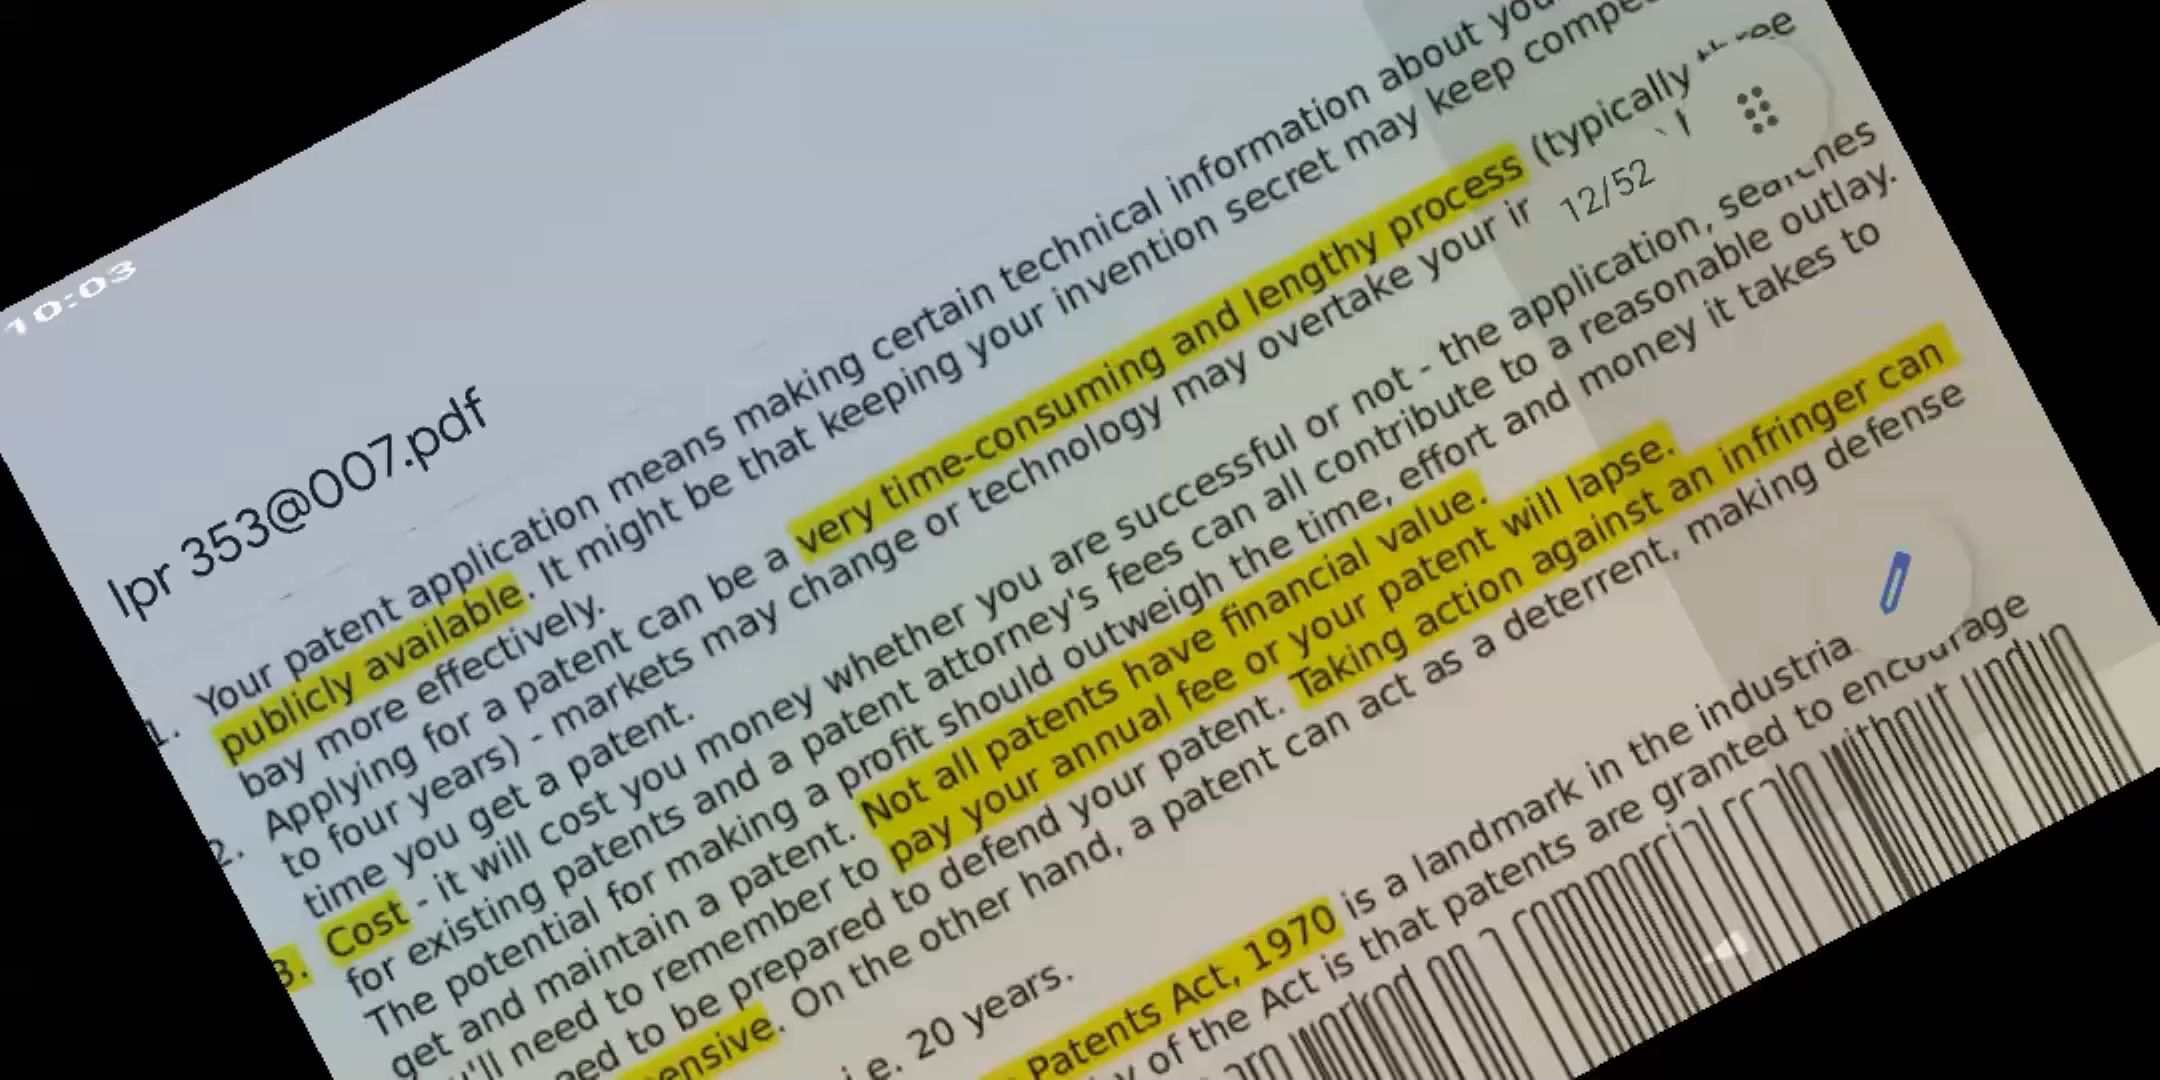 10:03
Ipr 353@007.pdf
1. Your patent application means making certain technical information about
publicly available. It might be that keeping your invention secret may keep
bay more effectively.
2. Applying for a patent can be a very time-consuming and lengthy process (typically three
to four years) - markets may change or technology may overtake your
12/52
time you get a patent.
3. Cost - it will cost you money whether you are successful or not - the application, searches
for existing patents and a patent attorney's fees can all contribute to a reasonable outlay.
The potential for making a profit should outweigh the time, effort and money it takes to
get and maintain a patent. Not all patents have financial value.
need to remember to pay your annual fee or your patent will lapse.
to be prepared to defend your patent. Taking action against an infringer can
On the other hand, a patent can act as a deterrent, making defense
i.e. 20 years.
Patents Act, 1970 is a landmark in the
of the Act is that patents are granted to encourage